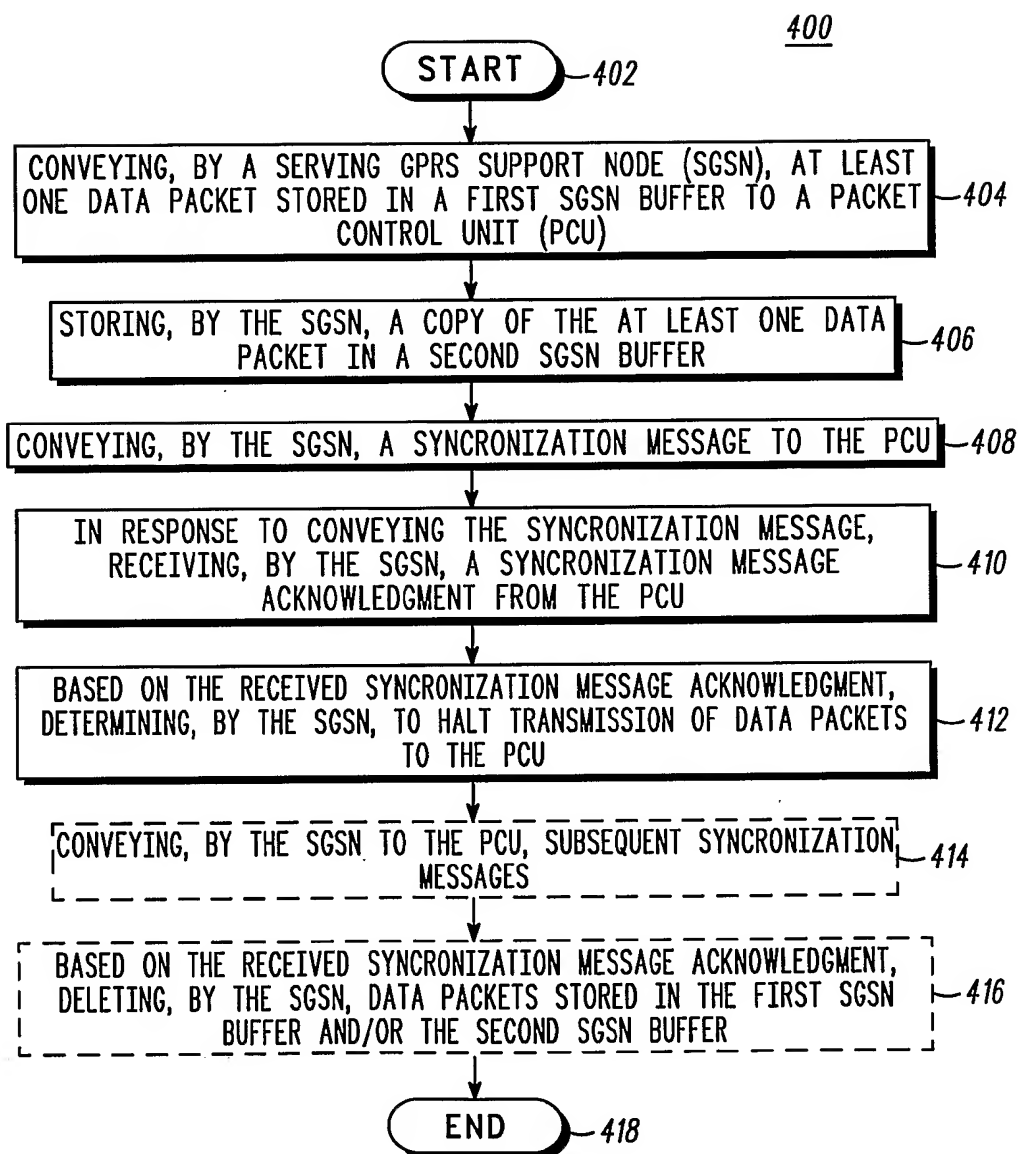 400
START 402
CONVEYING, BY A SERVING GPRS SUPPORT NODE (SGSN), AT LEAST
ONE DATA PACKET STORED IN A FIRST SGSN BUFFER TO A PACKET
CONTROL UNIT (PCU)
404
STORING, BY THE SGSN, A COPY OF THE AT LEAST ONE DATA
PACKET IN A SECOND SGSN BUFFER
406
CONVEYING, BY THE SGSN, A SYNCRONIZATION MESSAGE TO THE PCU 408
IN RESPONSE TO CONVEYING THE SYNCRONIZATION MESSAGE,
RECEIVING, BY THE SGSN, A SYNCRONIZATION MESSAGE
ACKNOWLEDGMENT FROM THE PCU
410
BASED ON THE RECEIVED SYNCRONIZATION MESSAGE ACKNOWLEDGMENT,
DETERMINING, BY THE SGSN, TO HALT TRANSMISSION OF DATA PACKETS
TO THE PCU
412
CONVEYING, BY THE SGSN TO THE PCU, SUBSEQUENT SYNCRONIZATION
MESSAGES
414
BASED ON THE RECEIVED SYNCRONIZATION MESSAGE ACKNOWLEDGMENT,
DELETING, BY THE SGSN, DATA PACKETS STORED IN THE FIRST SGSN
BUFFER AND/OR THE SECOND SGSN BUFFER
416
END 418